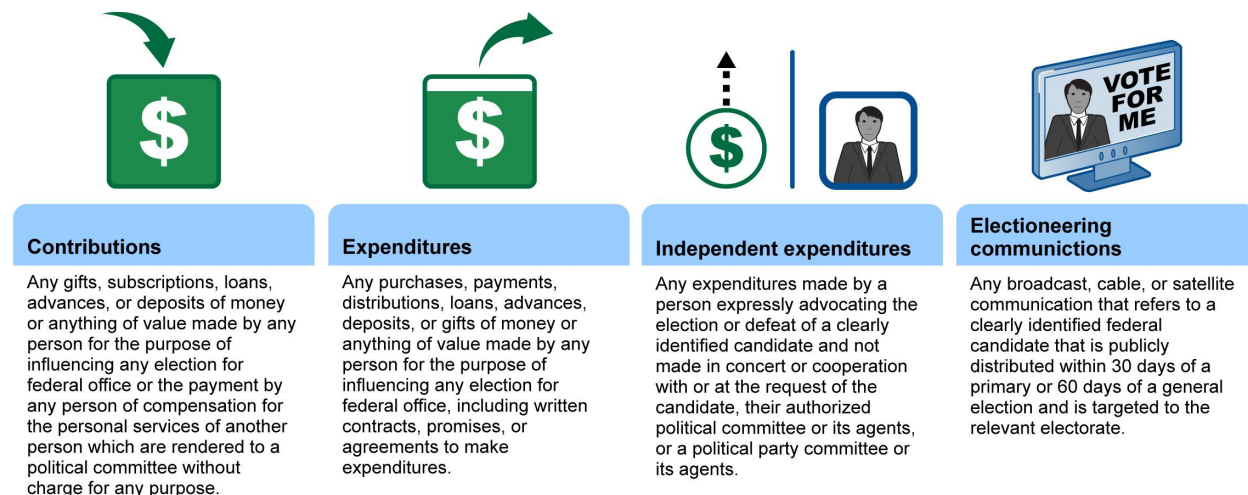 $
$
$
VOTE
FOR
ME
Contributions
Any gifts, subscriptions, loans,
advances, or deposits of money
or anything of value made by any
person for the purpose of
influencing any election for
federal office or the payment by
any person of compensation for
the personal services of another
person which are rendered to a
political committee without
charge for any purpose.
Expenditures
Any purchases, payments,
distributions, loans, advances,
deposits, or gifts of money or
anything of value made by any
person for the purpose of
influencing any election for
federal office, including written
contracts, promises, or
agreements to make
expenditures.
Independent expenditures
Any expenditures made by a
person expressly advocating the
election or defeat of a clearly
identified candidate and not
made in concert or cooperation
with or at the request of the
candidate, their authorized
political committee or its agents,
or a political party committee or
its agents.
Electioneering
communictions
Any broadcast, cable, or satellite
communication that refers to a
clearly identified federal
candidate that is publicly
distributed within 30 days of a
primary or 60 days of a general
election and is targeted to the
relevant electorate.